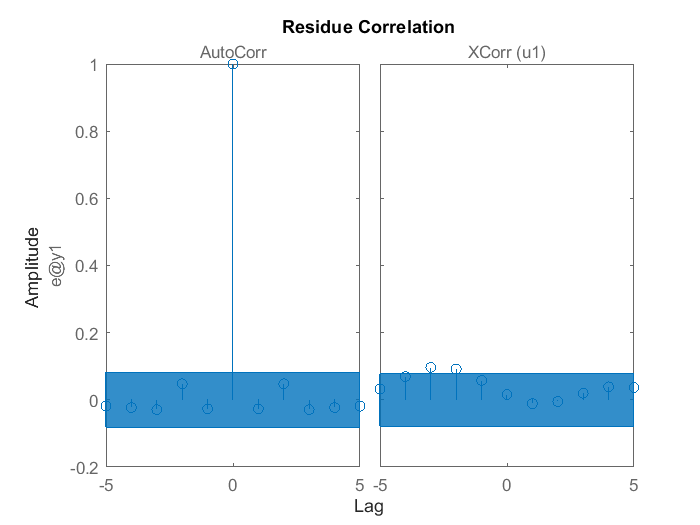 Residue Correlation
AutoCorr
XCorr (u1)
1
0.8
0.6
0.4
0.2
0
-0.2
Amplitude
e@y1
-5 0 5
-5 0 5
Lag